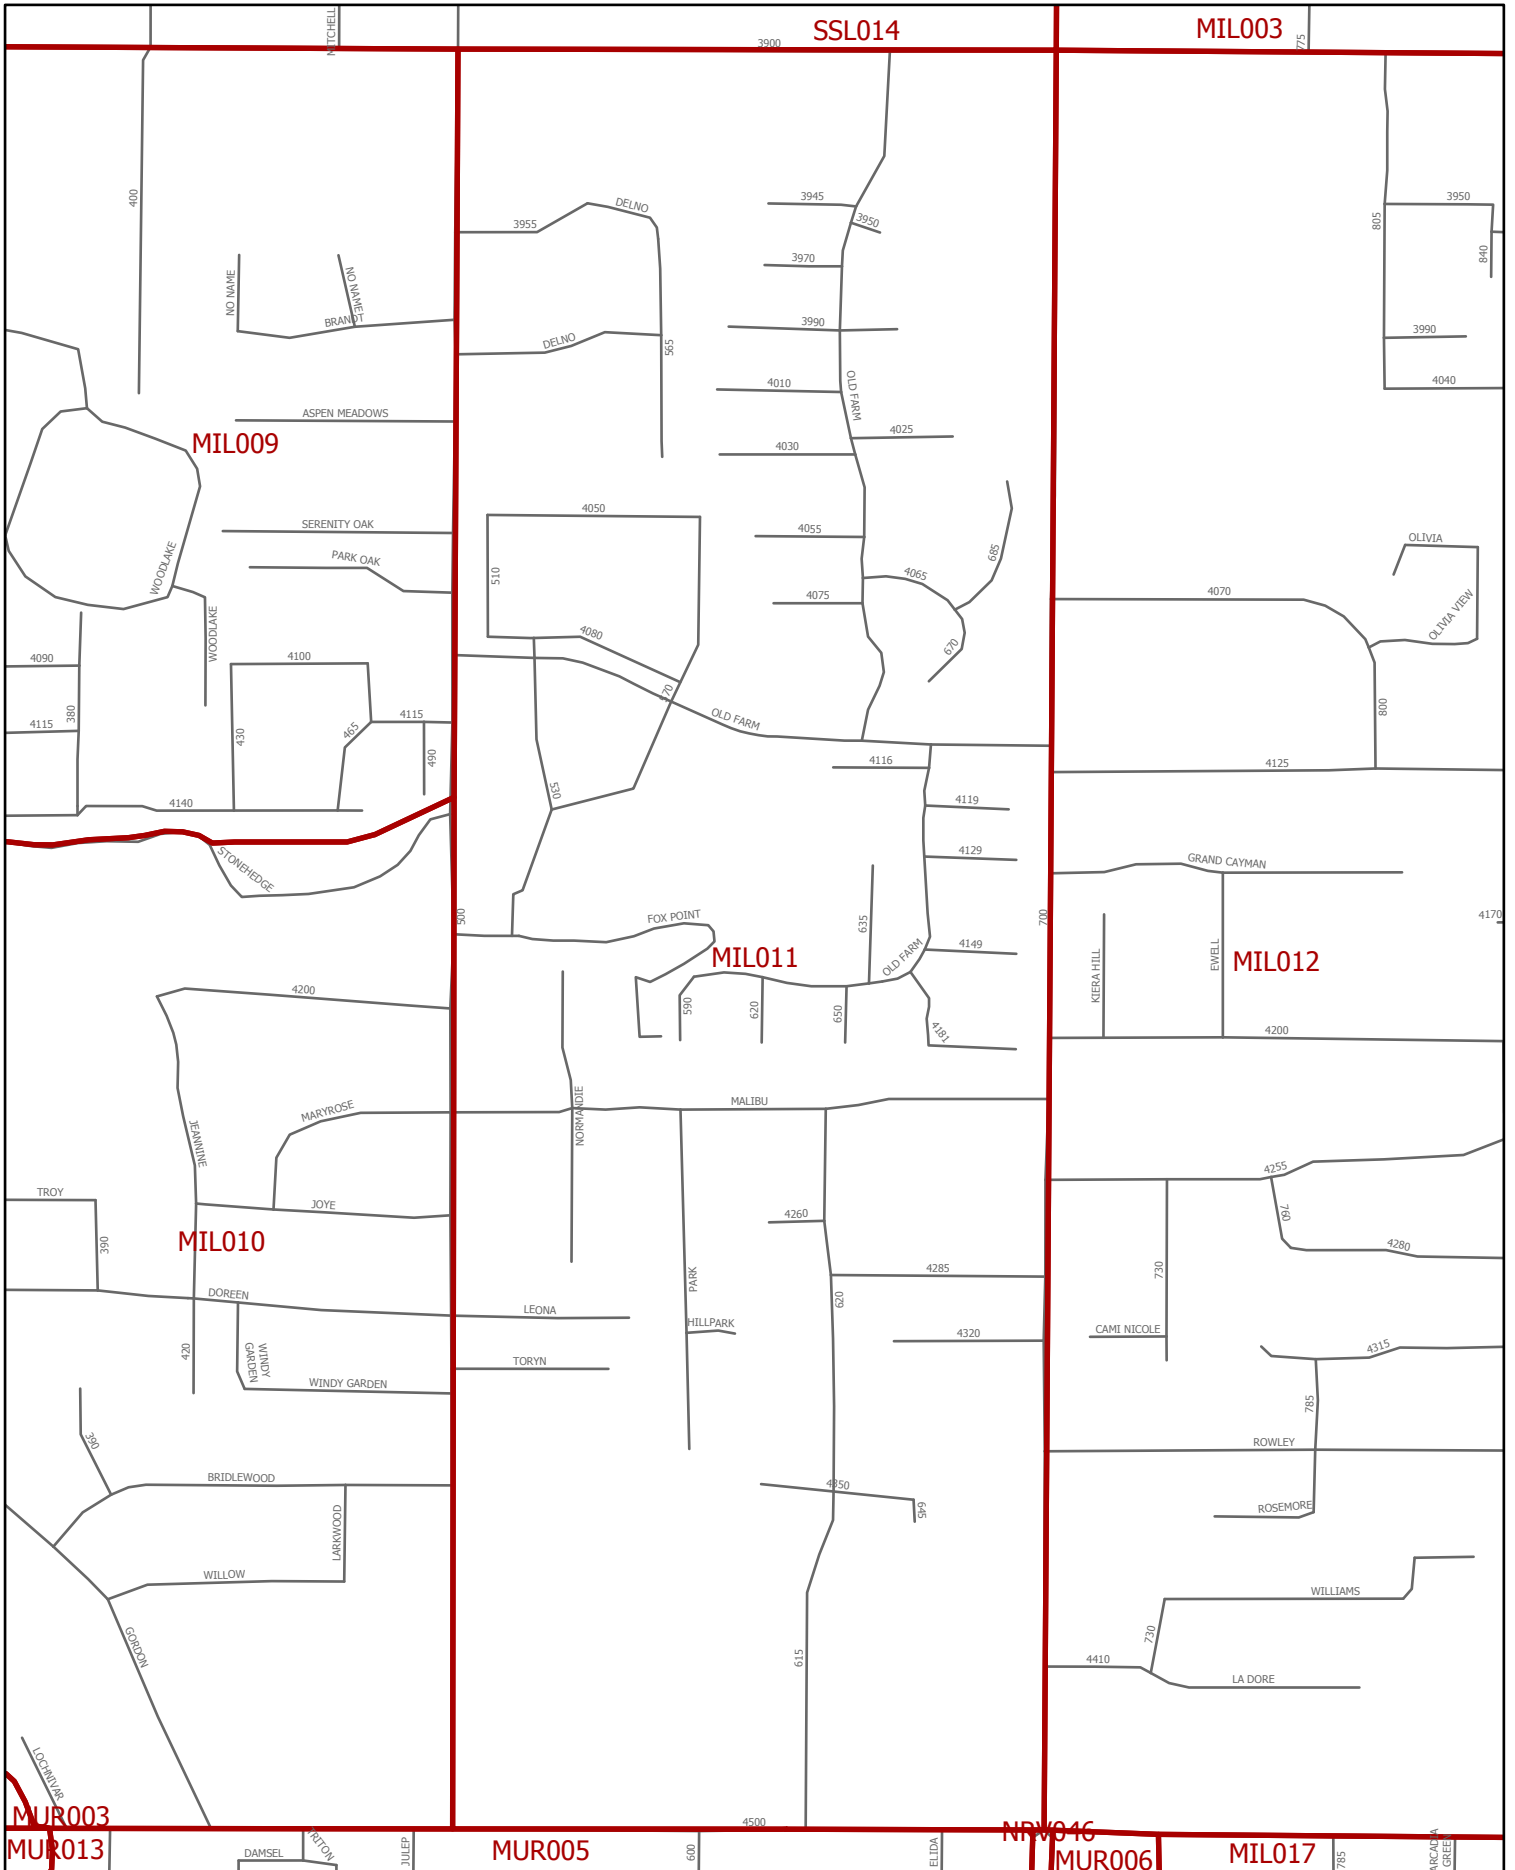 MITCHELL
SSL014
MIL003
775
3900
400
DELNO
3945
3950
3950
805
3955
840
3970
NO NAME
NO NAME
BRANDT
3990
3990
DELNO
565
4010
OLD FARM
4040
ASPEN MEADOWS
MIL009
4025
4030
4050
SERENITY OAK
4055
OLIVIA
PARK OAK
WOODLAKE
510
4065
685
4070
4075
OLIVIA VIEW
WOODLAKE
4080
670
4090
4100
570
380
4115
430
465
4115
490
OLD FARM
800
4116
4125
4140
530
4119
STONEHEDGE
4129
GRAND CAYMAN
500
FOX POINT
635
700
4170
MIL011
OLD FARM
4149
KIERA HILL
EWELL
MIL012
4200
590
620
650
4181
4200
MARYROSE
MALIBU
NORMANDIE
JEANNINE
4255
TROY
JOYE
4260
760
MIL010
390
4280
PARK
4285
730
DOREEN
620
LEONA
HILLPARK
4320
CAMI NICOLE
420
WINDY
GARDEN
4315
TORYN
WINDY GARDEN
785
390
ROWLEY
BRIDLEWOOD
4350
645
ROSEMORE
LARKWOOD
WILLOW
WILLIAMS
GORDON
730
615
4410
LA DORE
LOCHNIVAR
MUR003
4500
NRV046
MUR013
DAMSEL
TRITON
JULEP
MUR005
600
ELIDA
MUR006
MIL017
785
ARCADIA
GREEN